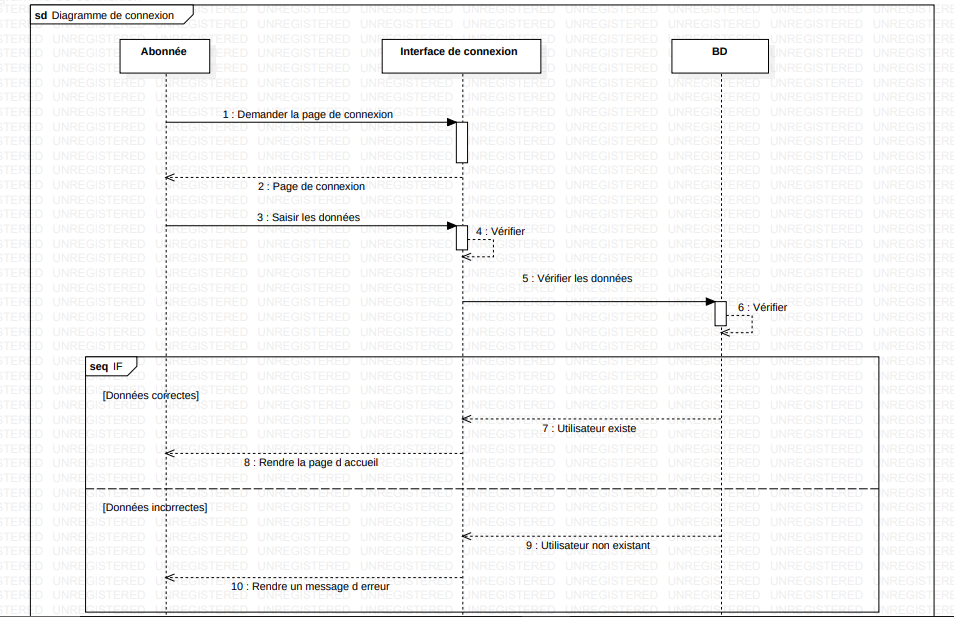 sd Diagramme de connexion
Abonnée
Interface de connexion
BD
1 : Demander la page de connexion
2 : Page de connexion
3 : Saisir les données
4 : Vérifier
5 : Vérifier les données
6 : Vérifier
seq IF
[Données correctes]
7 : Utilisateur existe
8 : Rendre la page d accueil
[Données incorrectes]
9 : Utilisateur non existant
10 : Rendre un message d erreur
UNREGISTERED